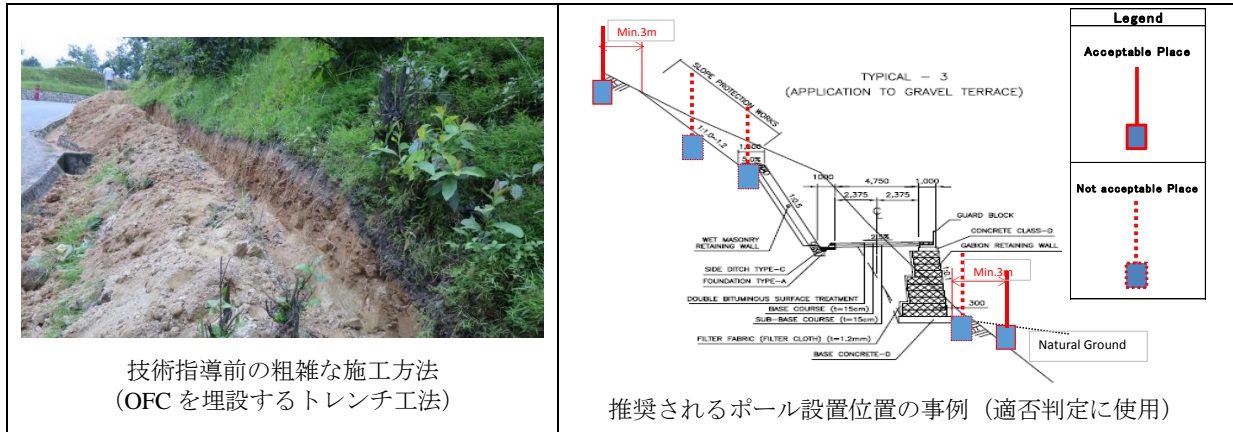 技術指導前の粗雑な施工方法
（OFC を埋設するトレンチ工法）
Min.3m
SLOPE PROTECTION WORKS
TYPICAL － 3
(APPLICATION TO GRAVEL TERRACE)
1:1.0~1.2
5.0%
1000
4,750
1,000
2,375
2,375
C
L
1:0.5
2.5%
GUARD BLOCK
CONCRETE CLASS-D
GABION RETAINING WALL
WET MASONRY
RETAINING WALL
1:0.1
Min.3m
SIDE DITCH TYPE-C
FOUNDATION TYPE-A
DOUBLE BITUMINOUS SURFACE TREATMENT
BASE COURSE (t=15cm)
SUB-BASE COURSE (t=15cm)
300
FILTER FABRIC (FILTER CLOTH) (t=1.2mm)
BASE CONCRETE-D
Natural Ground
推奨されるポール設置位置の事例（適否判定に使用）
Legend
Acceptable Place
Not acceptable Place